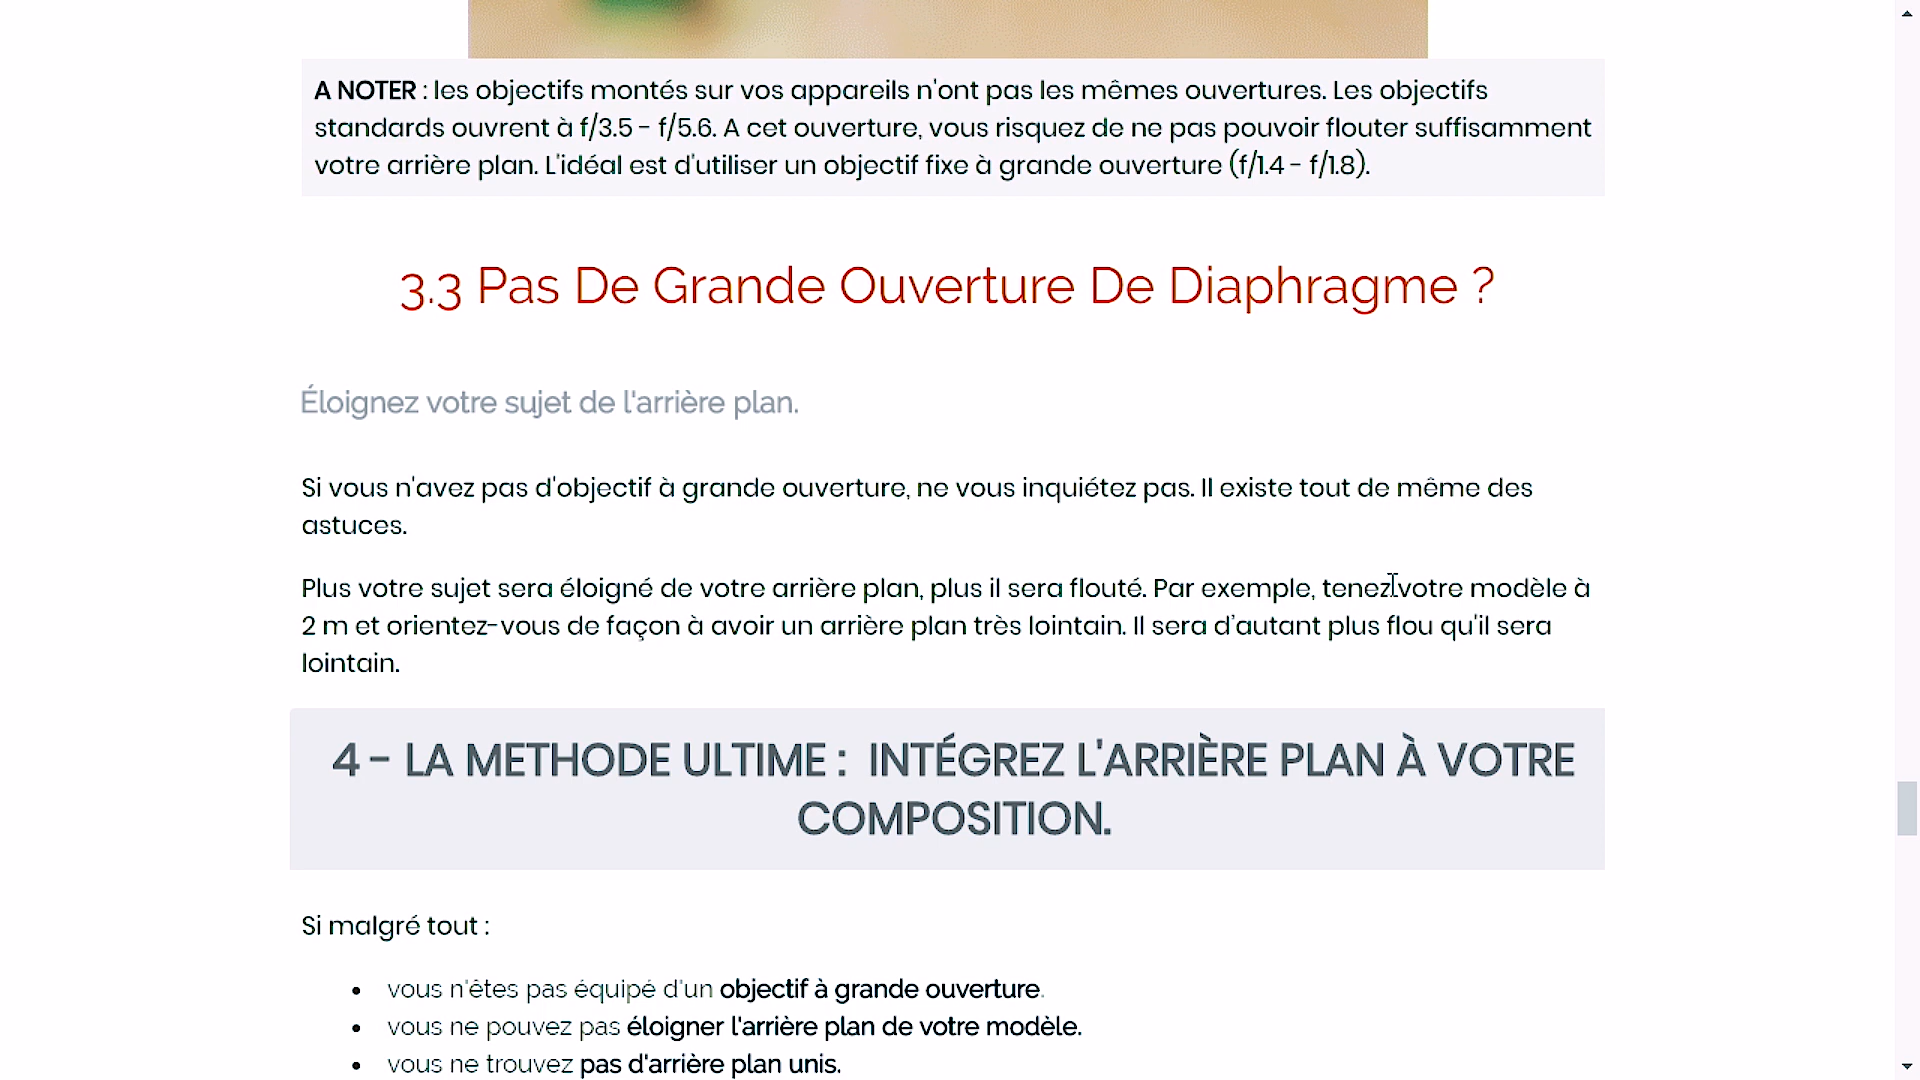 A NOTER : les objectifs montés sur vos appareils n'ont pas les mêmes ouvertures. Les objectifs
standards ouvrent à f/3.5 - f/5.6. A cet ouverture, vous risquez de ne pas pouvoir flouter suffisamment
votre arrière plan. L'idéal est d'utiliser un objectif fixe à grande ouverture (f/1.4 - f/1.8).
3.3 Pas De Grande Ouverture De Diaphragme ?
Éloignez votre sujet de l'arrière plan.
Si vous n'avez pas d'objectif à grande ouverture, ne vous inquiétez pas. Il existe tout de même des
astuces.
Plus votre sujet sera éloigné de votre arrière plan, plus il sera flouté. Par exemple, tenez votre modèle à
2 m et orientez-vous de façon à avoir un arrière plan très lointain. Il sera d'autant plus flou qu'il sera
lointain.
4 - LA METHODE ULTIME : INTÉGREZ L'ARRIÈRE PLAN À VOTRE
COMPOSITION.
Si malgré tout :
• vous n'êtes pas équipé d'un objectif à grande ouverture.
• vous ne pouvez pas éloigner l'arrière plan de votre modèle.
• vous ne trouvez pas d'arrière plan unis.